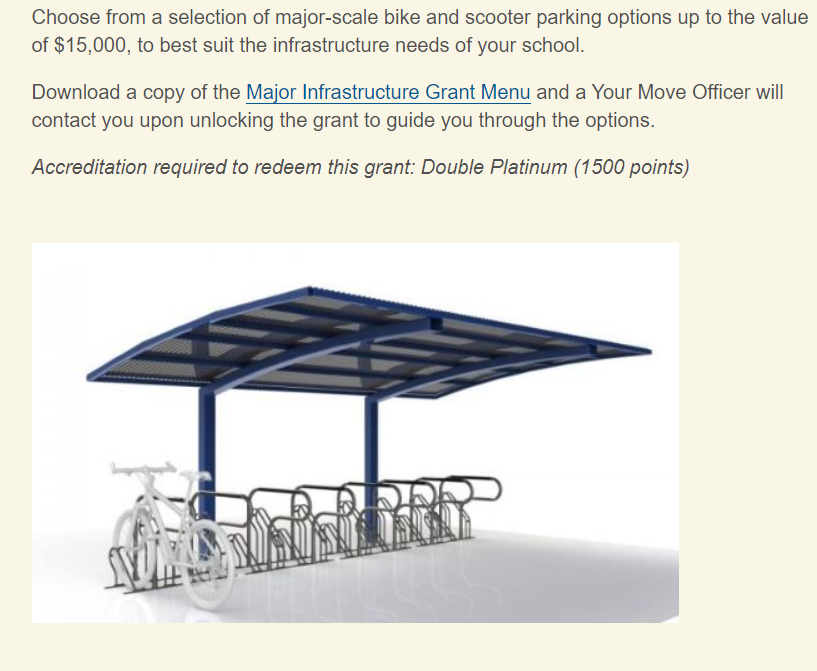 Choose from a selection of major-scale bike and scooter parking options up to the value
of $15,000, to best suit the infrastructure needs of your school.
Download a copy of the Major Infrastructure Grant Menu and a Your Move Officer will
contact you upon unlocking the grant to guide you through the options.
Accreditation required to redeem this grant: Double Platinum (1500 points)